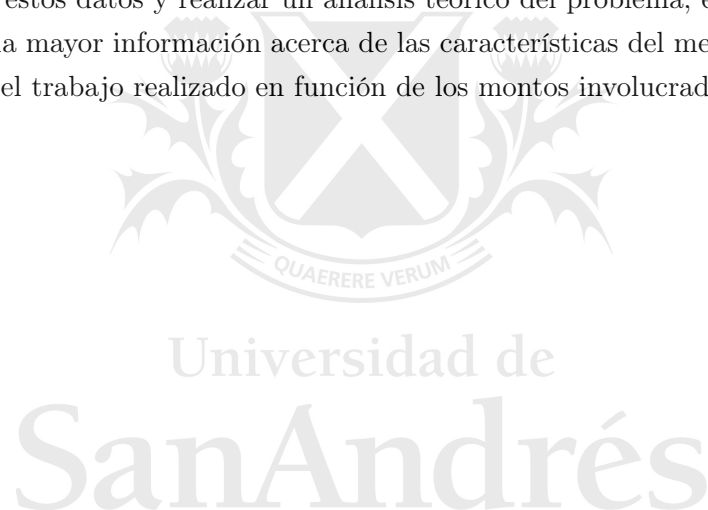 estos datos y realizar un análisis teórico del problema, e
a mayor información acerca de las características del me
el trabajo realizado en función de los montos involucrad
QUAERERE VERUM
Universidad de
SanAndrés